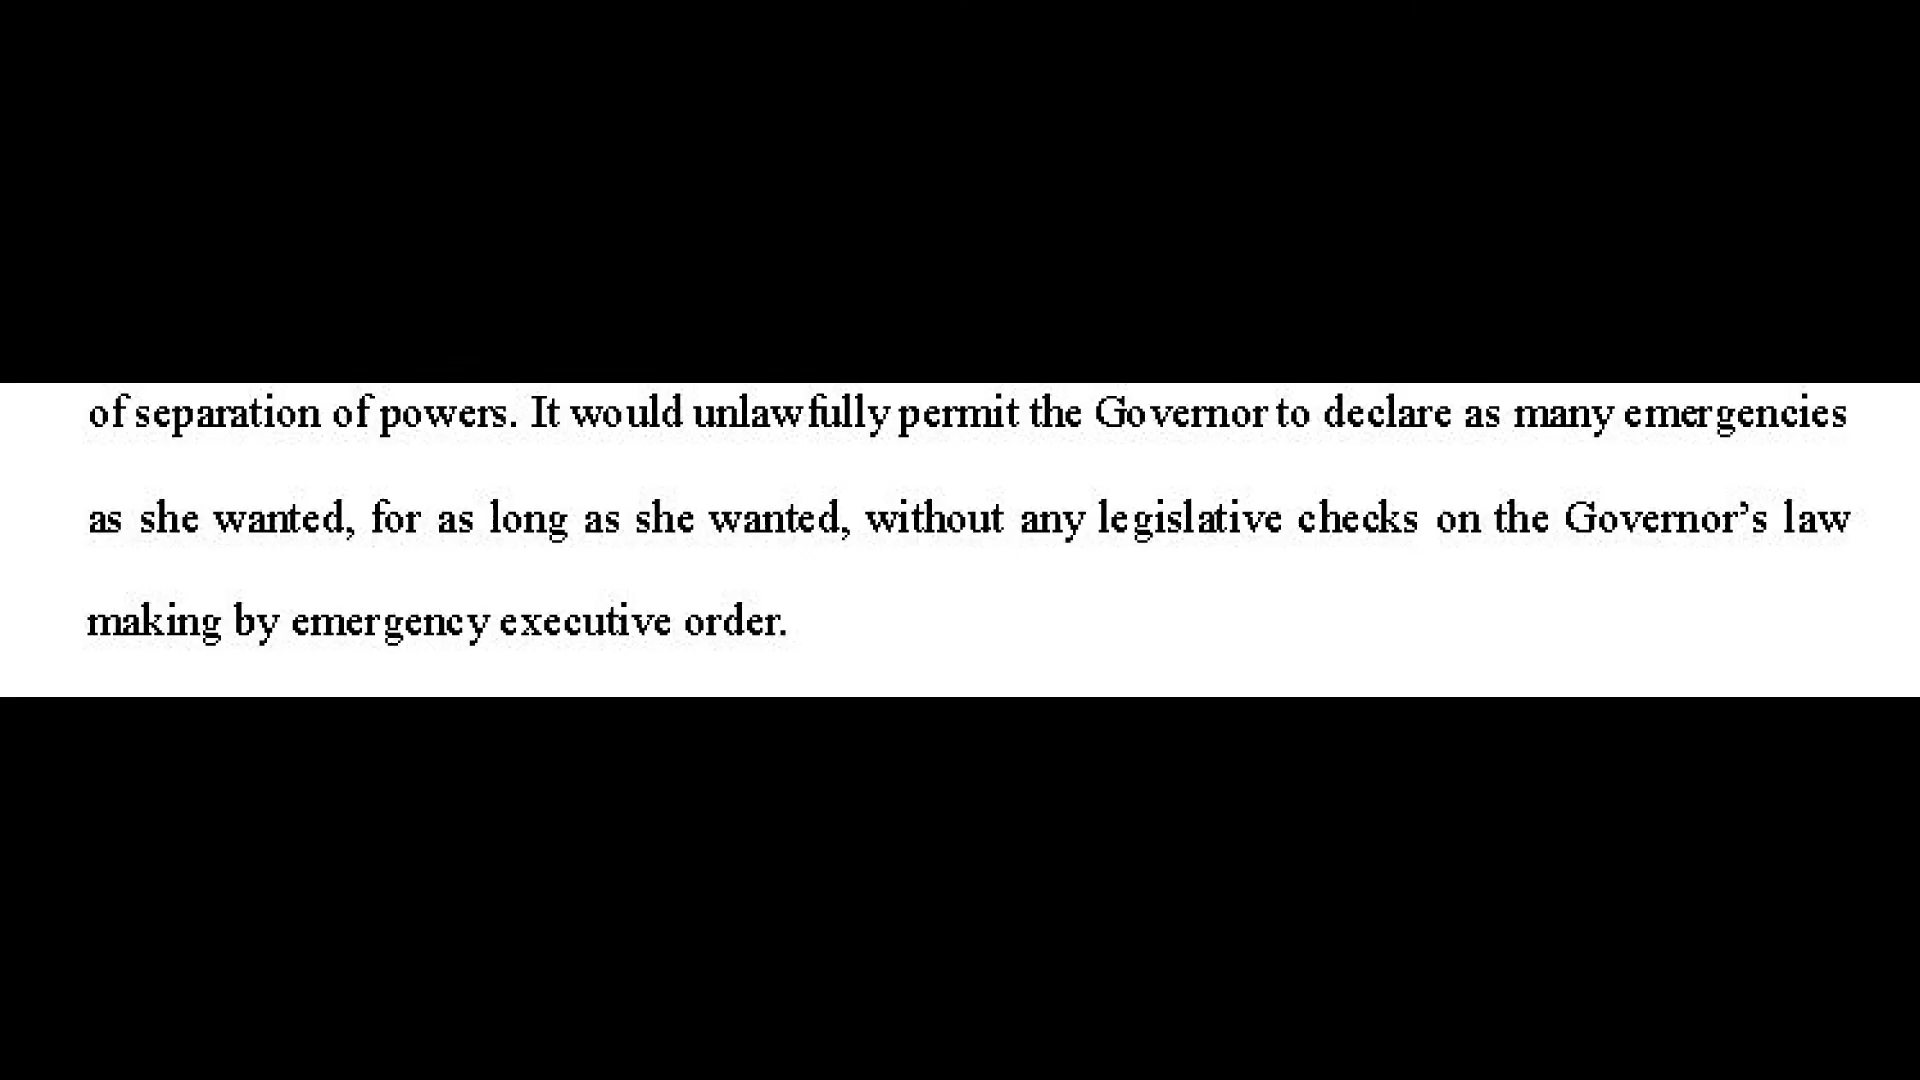 of separation of powers. It would unlawfully permit the Governor to declare as many emergencies
as she wanted, for as long as she wanted, without any legislative checks on the Governor’s law
making by emergency executive order.